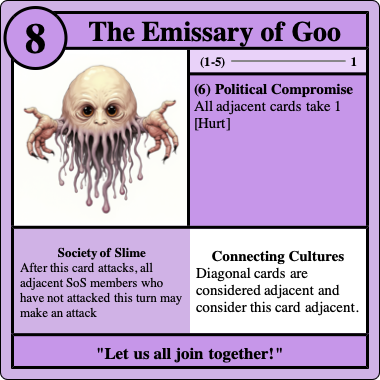 8
The Emissary of Goo
(1-5) 1
(6) Political Compromise
All adjacent cards take 1
[Hurt]
Society of Slime
After this card attacks, all
adjacent SoS members who
have not attacked this turn may
make an attack
Connecting Cultures
Diagonal cards are
considered adjacent and
consider this card adjacent.
"Let us all join together!"